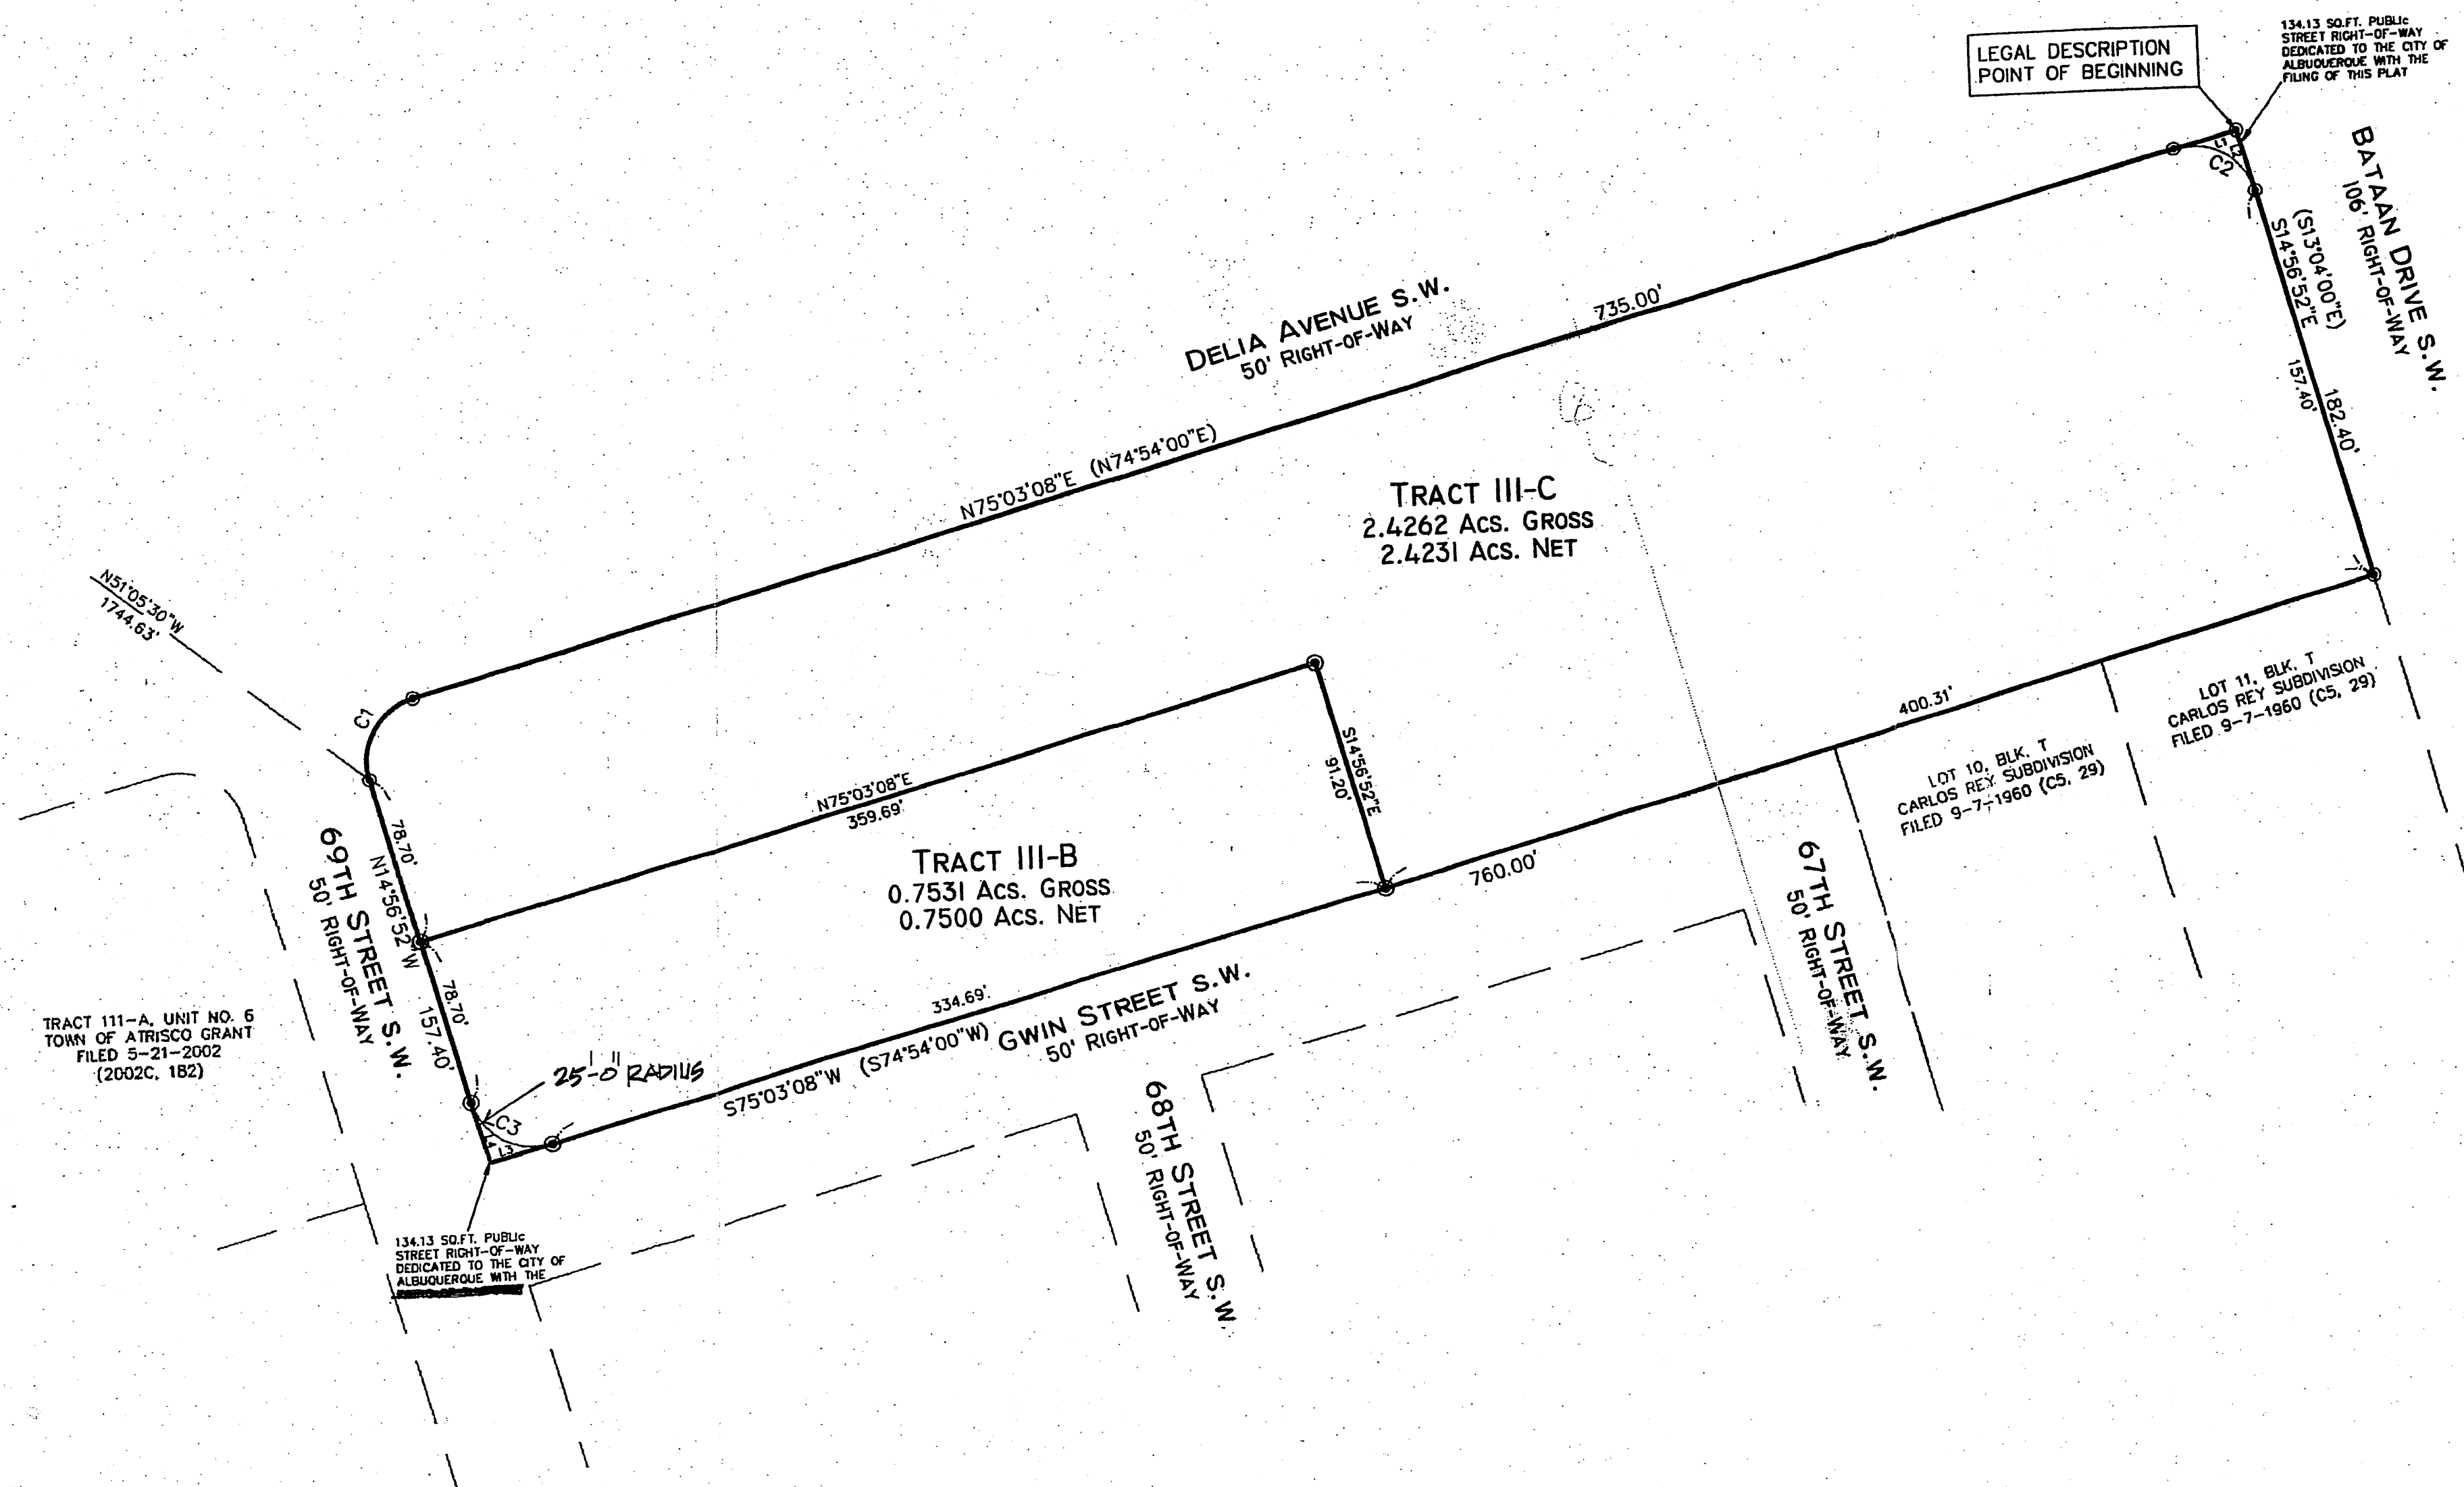 LEGAL DESCRIPTION
POINT OF BEGINNING
134.13 SQ.FT. PUBLIC
STREET RIGHT-OF-WAY
DEDICATED TO THE CITY OF
ALBUQUERQUE WITH THE
FILING OF THIS PLAT
L1
L2
C2
BATAAN DRIVE S.W.
106' RIGHT-OF-WAY
(S13°04'00"E)
S14°56'52"E
157.40'
182.40'
DELIA AVENUE S.W.
50' RIGHT-OF-WAY
735.00'
N75°03'08"E (N74°54'00"E)
TRACT III-C
2.4262 ACS. GROSS
2.4231 ACS. NET
N51°05'30"W
1744.63'
C1
78.70'
N14°56'52"W
78.70'
157.40'
69TH STREET S.W.
50' RIGHT-OF-WAY
N75°03'08"E
359.69'
S14°56'52"E
91.20'
TRACT III-B
0.7531 ACS. GROSS
0.7500 ACS. NET
400.31'
760.00'
LOT 11, BLK. T
CARLOS REY SUBDIVISION
FILED 9-7-1960 (C5, 29)
LOT 10, BLK. T
CARLOS REY SUBDIVISION
FILED 9-7-1960 (C5, 29)
67TH STREET S.W.
50' RIGHT-OF-WAY
334.69'
S75°03'08"W (S74°54'00"W)
GWIN STREET S.W.
50' RIGHT-OF-WAY
68TH STREET S.W.
50' RIGHT-OF-WAY
TRACT 111-A, UNIT NO. 6
TOWN OF ATRISCO GRANT
FILED 5-21-2002
(2002C, 182)
25'-0" RADIUS
C3
L4
L3
134.13 SQ.FT. PUBLIC
STREET RIGHT-OF-WAY
DEDICATED TO THE CITY OF
ALBUQUERQUE WITH THE